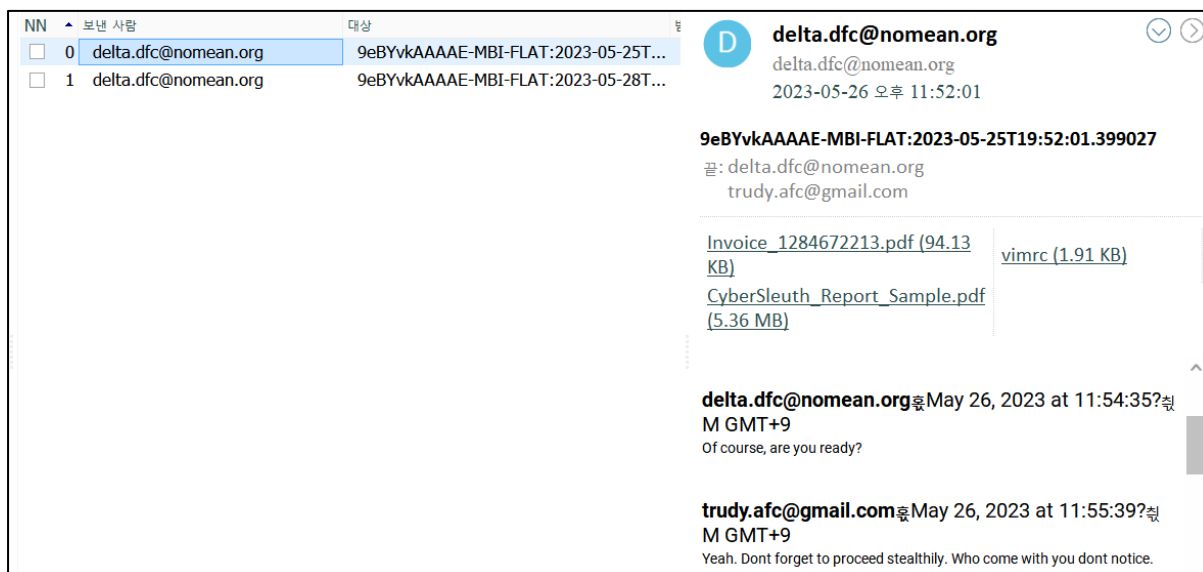 NN 보낸 사람 대상
0 delta.dfc@nomean.org 9eBYvkAAAAE-MBI-FLAT:2023-05-25T...
1 delta.dfc@nomean.org 9eBYvkAAAAE-MBI-FLAT:2023-05-28T...
D
delta.dfc@nomean.org
delta.dfc@nomean.org
2023-05-26 오후 11:52:01
9eBYvkAAAAE-MBI-FLAT:2023-05-25T19:52:01.399027
끝: delta.dfc@nomean.org
trudy.afc@gmail.com
Invoice_1284672213.pdf (94.13
KB)
vimrc (1.91 KB)
CyberSleuth_Report_Sample.pdf
(5.36 MB)
delta.dfc@nomean.org May 26, 2023 at 11:54:35?
M GMT+9
Of course, are you ready?
trudy.afc@gmail.com May 26, 2023 at 11:55:39?
M GMT+9
Yeah. Dont forget to proceed stealthily. Who come with you dont notice.